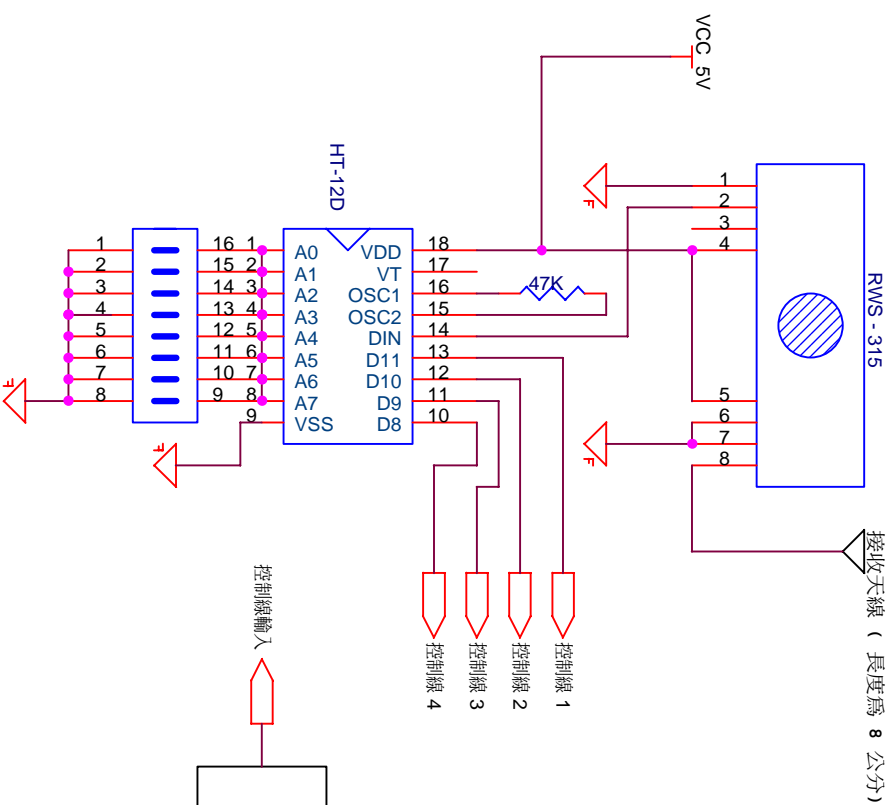 VCC 5V
RWS - 315
1
2
3
4
5
6
7
8
接收天線 ( 長度為 8 公分)
HT-12D
47K
1 16 1 A0 VDD 18
2 15 2 A1 VT 17
3 14 3 A2 OSC1 16
4 13 4 A3 OSC2 15
5 12 5 A4 DIN 14
6 11 6 A5 D11 13
7 10 7 A6 D10 12
8 9 8 A7 D9 11
9 VSS D8 10
F
F
F
F
控制線 1
控制線 2
控制線 3
控制線 4
控制線輸入